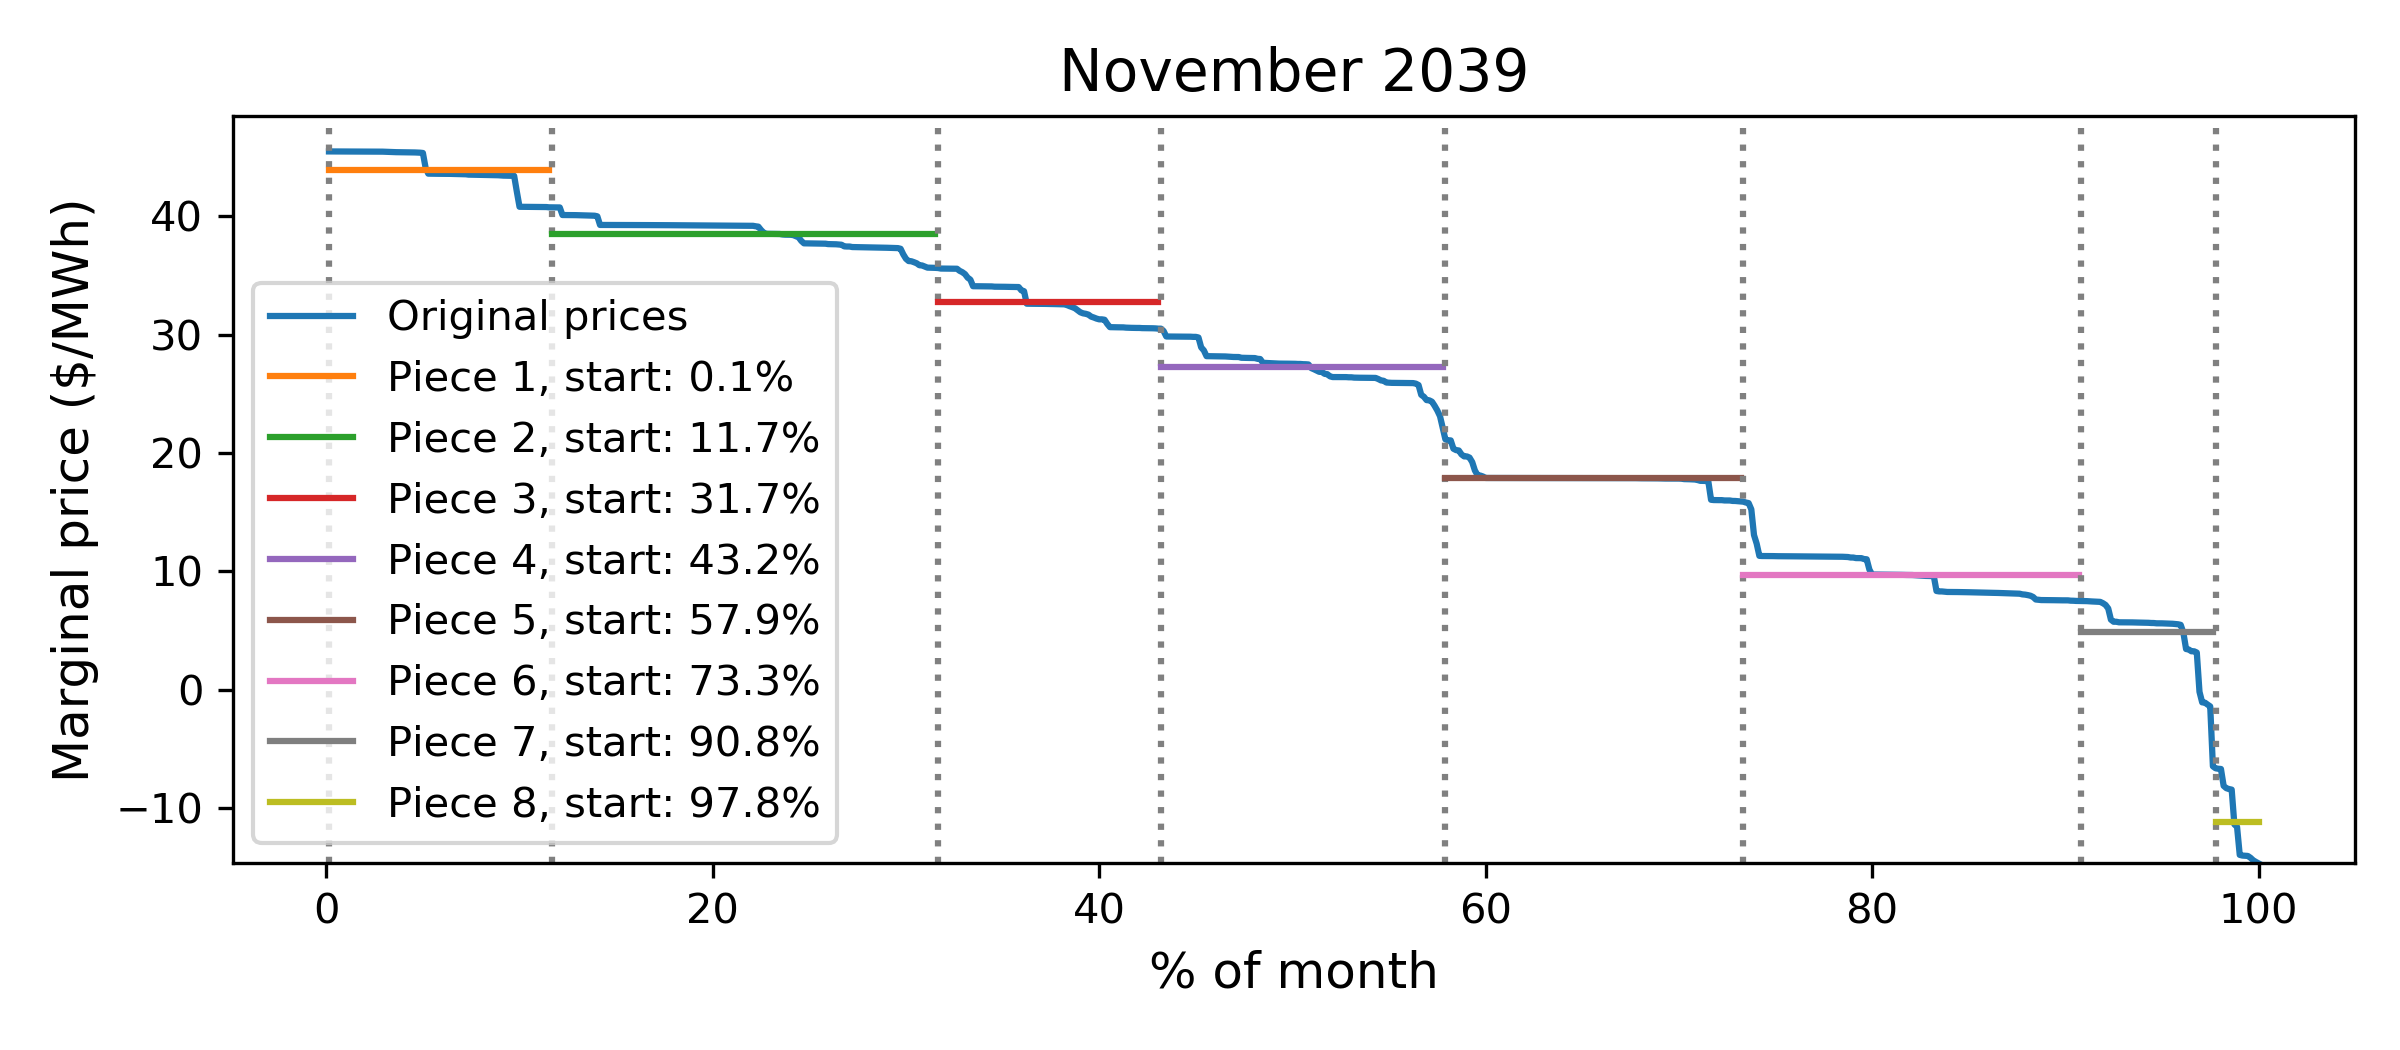 November 2039
Marginal price ($/MWh)
40
30
20
10
0
−10
Original prices
Piece 1, start: 0.1%
Piece 2, start: 11.7%
Piece 3, start: 31.7%
Piece 4, start: 43.2%
Piece 5, start: 57.9%
Piece 6, start: 73.3%
Piece 7, start: 90.8%
Piece 8, start: 97.8%
0 20 40 60 80 100
% of month